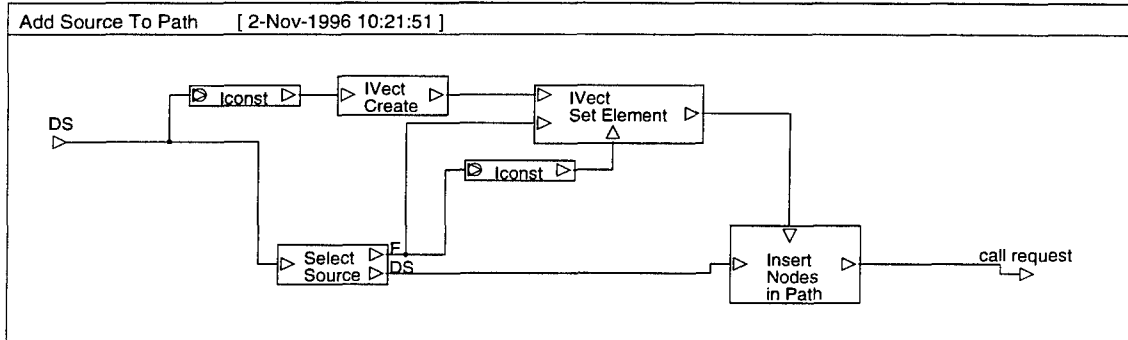 Add Source To Path [ 2-Nov-1996 10:21:51 ]
DS
Iconst
IVect
Create
IVect
Set Element
Iconst
Select
Source
F
DS
Insert
Nodes
in Path
call request